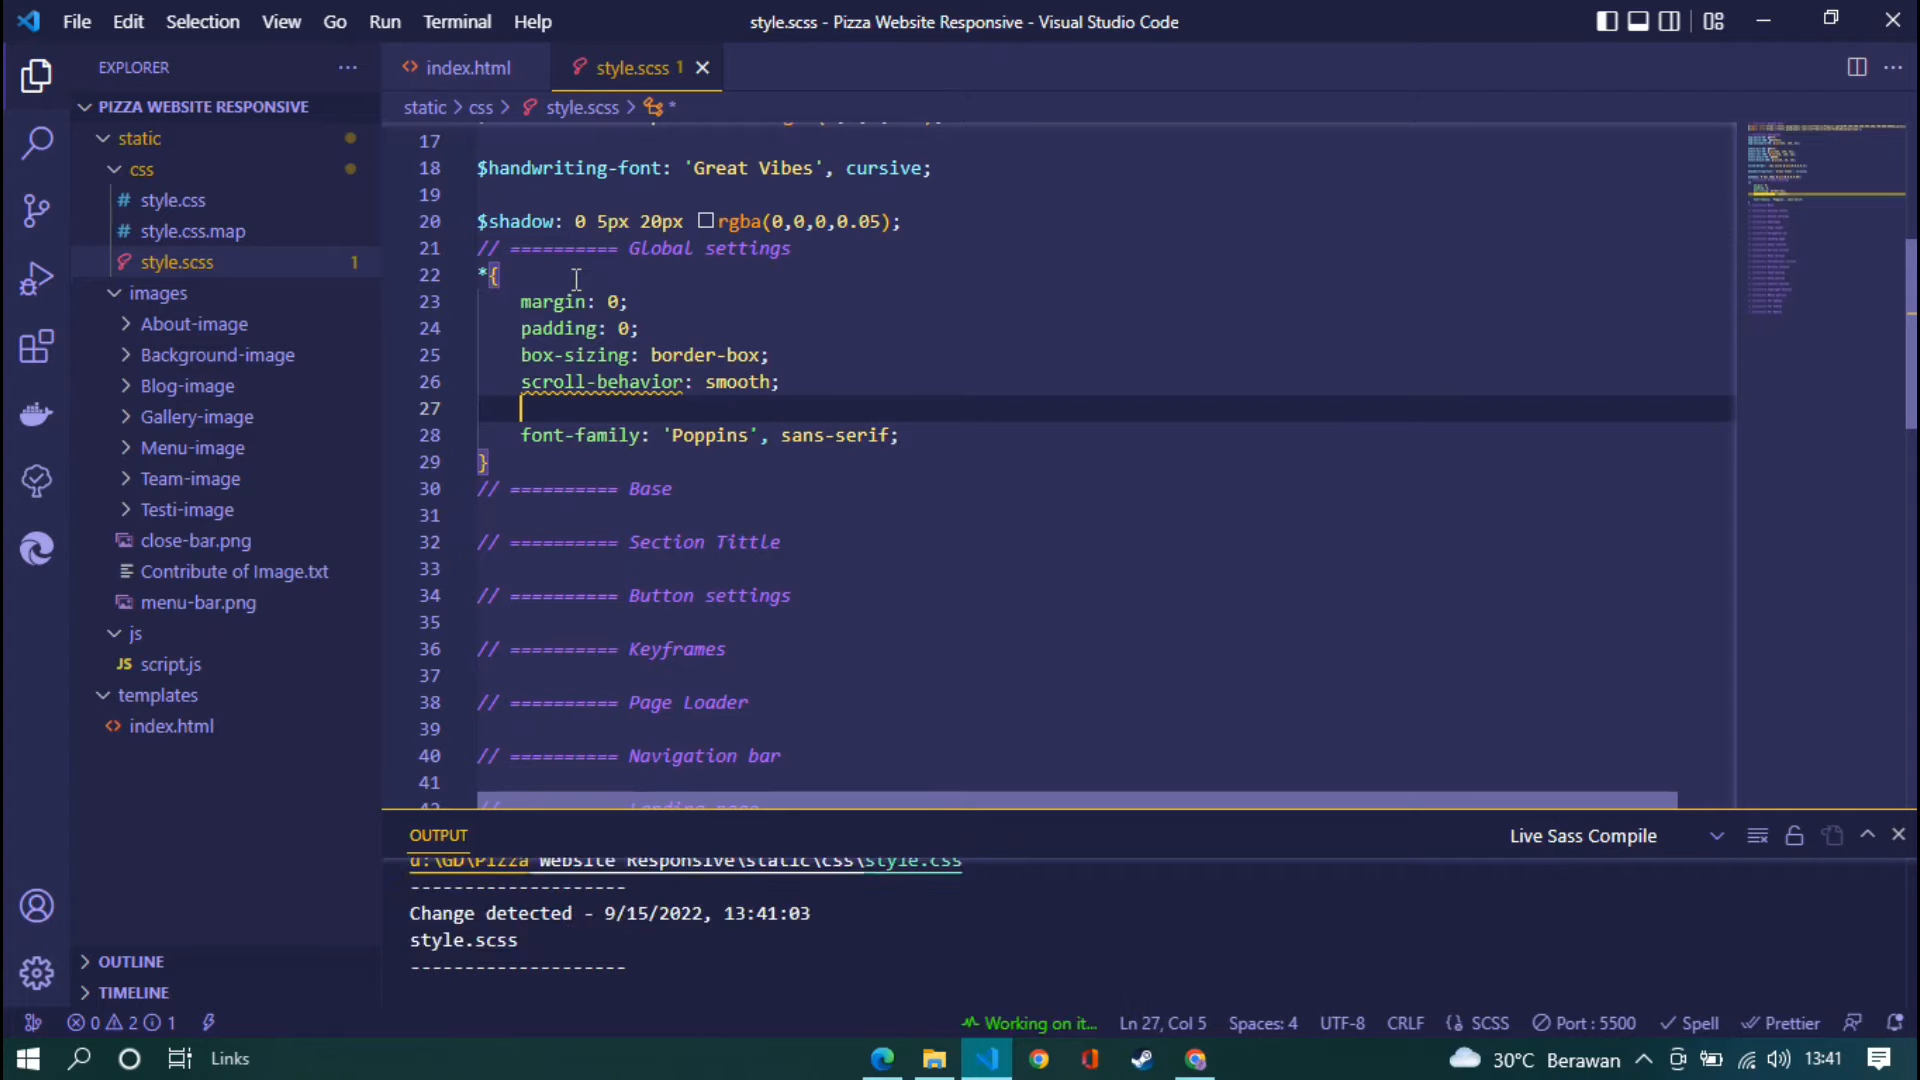 File Edit Selection View Go Run Terminal Help
style.scss - Pizza Website Responsive - Visual Studio Code
EXPLORER
PIZZA WEBSITE RESPONSIVE
static
css
style.css
style.css.map
style.scss 1
images
About-image
Background-image
Blog-image
Gallery-image
Menu-image
Team-image
Testi-image
close-bar.png
Contribute of Image.txt
menu-bar.png
js
JS script.js
templates
index.html
OUTLINE
TIMELINE
index.html
style.scss 1
static > css > style.scss > *
17
18 $handwriting-font: 'Great Vibes', cursive;
19
20 $shadow: 0 5px 20px rgba(0,0,0,0.05);
21 // ========== Global settings
22 *{
23 margin: 0;
24 padding: 0;
25 box-sizing: border-box;
26 scroll-behavior: smooth;
27
28 font-family: 'Poppins', sans-serif;
29 }
30 // ========== Base
31
32 // ========== Section Tittle
33
34 // ========== Button settings
35
36 // ========== Keyframes
37
38 // ========== Page Loader
39
40 // ========== Navigation bar
41
OUTPUT
Live Sass Compile
d:\GD\Pizza Website Responsive\static\css\style.css
--------------------
Change detected - 9/15/2022, 13:41:03
style.scss
--------------------
0 2 1
Working on it...
Ln 27, Col 5
Spaces: 4
UTF-8
CRLF
{} SCSS
Port : 5500
Spell
Prettier
Links
30°C Berawan
13:41